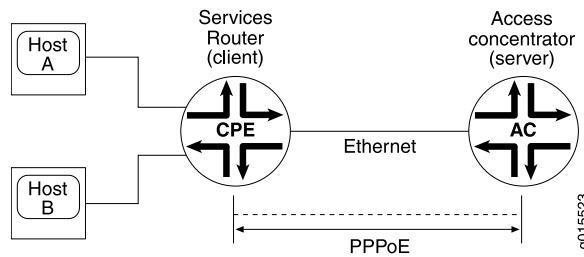 Services
Router
(client)
Access
concentrator
(server)
Host
A
CPE
AC
Ethernet
Host
B
PPPoE
g015523